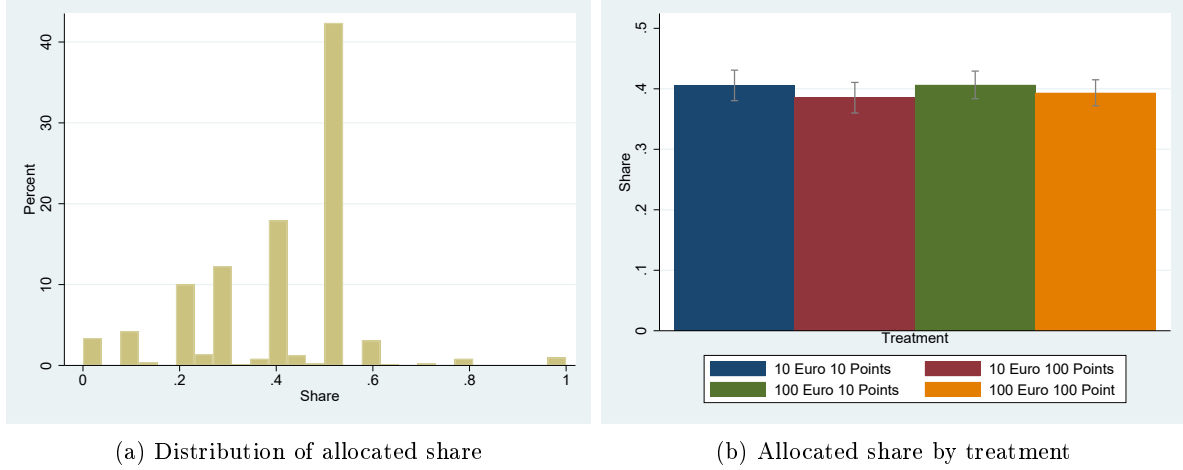 40
30
20
10
0
Percent
0 .2 .4 .6 .8 1
Share
(a) Distribution of allocated share
.5
.4
.3
.2
.1
0
Share
Treatment
10 Euro 10 Points 10 Euro 100 Points
100 Euro 10 Points 100 Euro 100 Point
(b) Allocated share by treatment